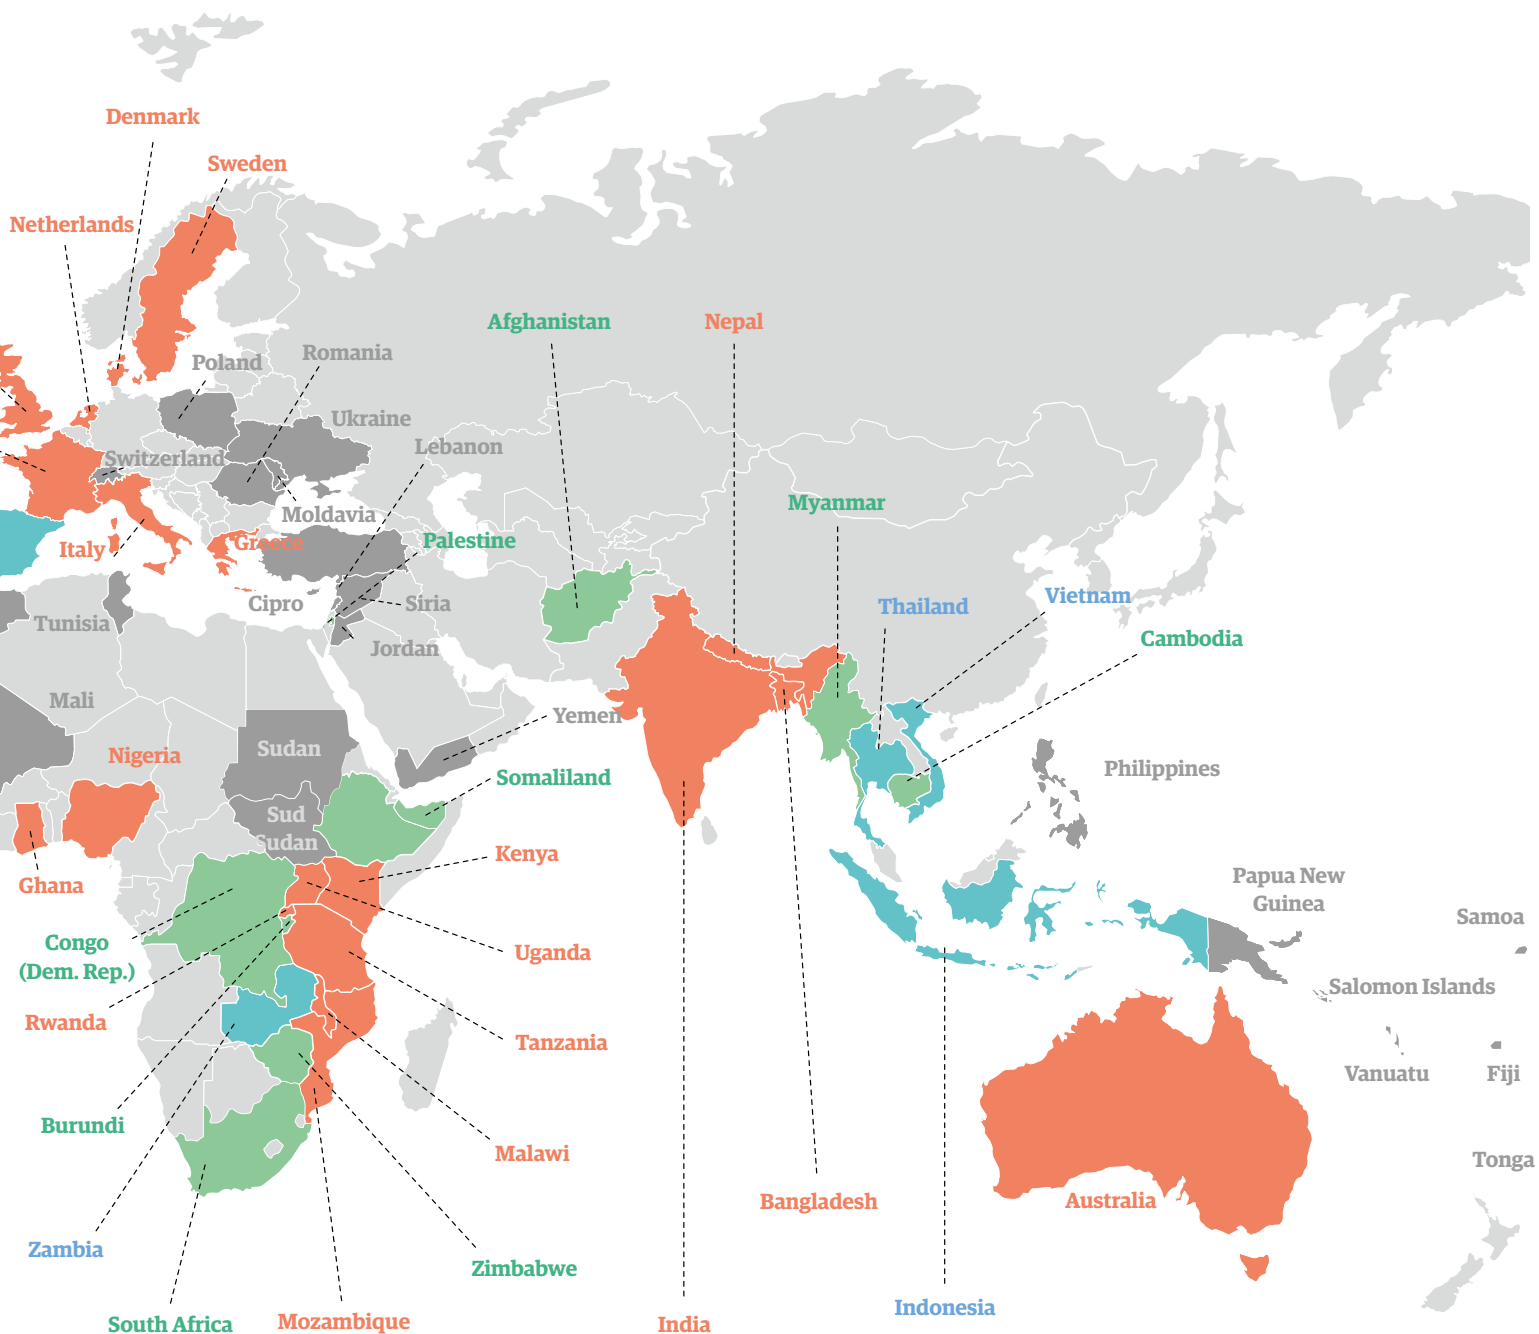 Denmark
Sweden
Netherlands
Afghanistan
Nepal
Romania
Poland
Ukraine
Lebanon
Switzerland
Myanmar
Moldavia
Palestine
Greece
Italy
Vietnam
Cipro
Siria
Thailand
Tunisia
Cambodia
Jordan
Mali
Yemen
Sudan
Nigeria
Philippines
Somaliland
Sud
Sudan
Kenya
Papua New
Guinea
Ghana
Samoa
Congo
(Dem. Rep.)
Uganda
Salomon Islands
Rwanda
Tanzania
Vanuatu
Fiji
Burundi
Malawi
Tonga
Bangladesh
Australia
Zambia
Zimbabwe
Indonesia
South Africa
Mozambique
India